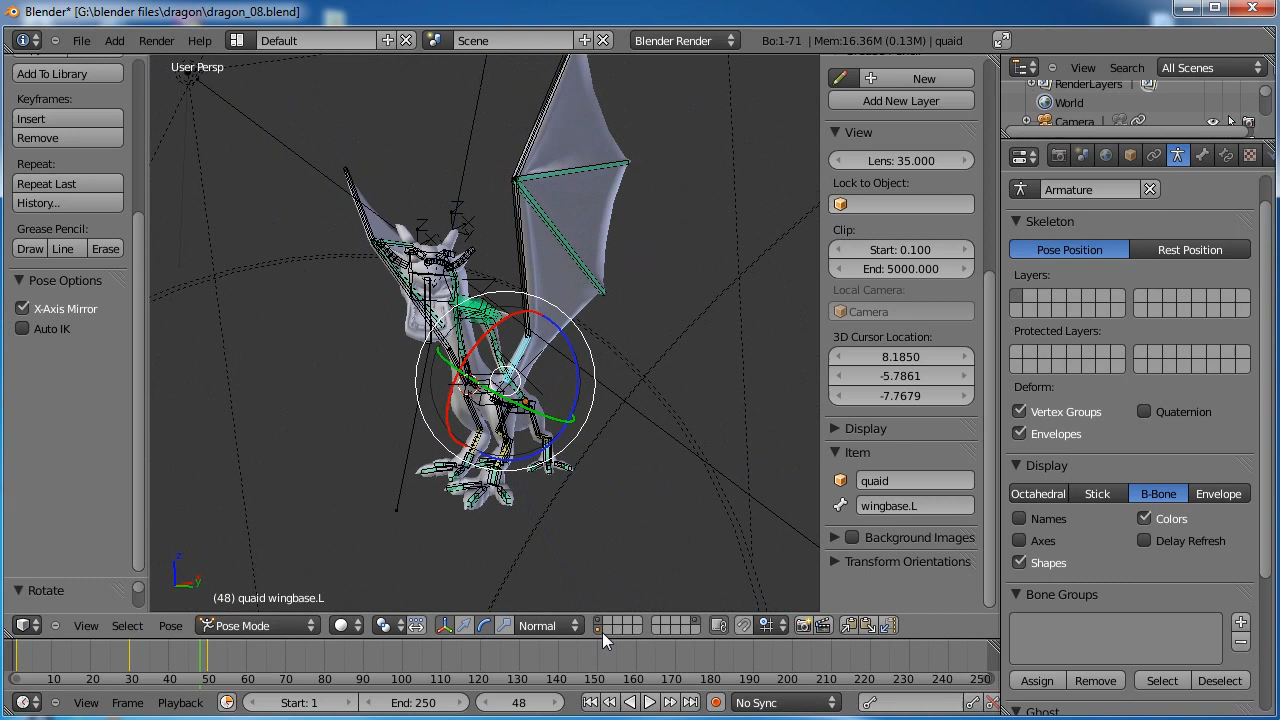 Blender* [G:\blender files\dragon\dragon_08.blend]
File Add Render Help Default Scene Blender Render Bo:1-71 | Mem:16.36M (0.13M) | quaid
Add To Library
Keyframes:
Insert
Remove
Repeat:
Repeat Last
History...
Grease Pencil:
Draw Line Erase
Pose Options
X-Axis Mirror
Auto IK
Rotate
User Persp
Z
Z
z
y
(48) quaid wingbase.L
New
Add New Layer
View
Lens: 35.000
Lock to Object:
Clip:
Start: 0.100
End: 5000.000
Local Camera:
Camera
3D Cursor Location:
8.1850
-5.7861
-7.7679
Display
Item
quaid
wingbase.L
Background Images
Transform Orientations
View Search All Scenes
RenderLayers
World
Camera
Armature
Skeleton
Pose Position Rest Position
Layers:
Protected Layers:
Deform:
Vertex Groups Quaternion
Envelopes
Display
Octahedral Stick B-Bone Envelope
Names Colors
Axes Delay Refresh
Shapes
Bone Groups
Assign Remove Select Deselect
Ghost
View Select Pose Pose Mode Normal
10 20 30 40 50 60 70 80 90 100 110 120 130 140 150 160 170 180 190 200 210 220 230 240 250
View Frame Playback Start: 1 End: 250 48 No Sync